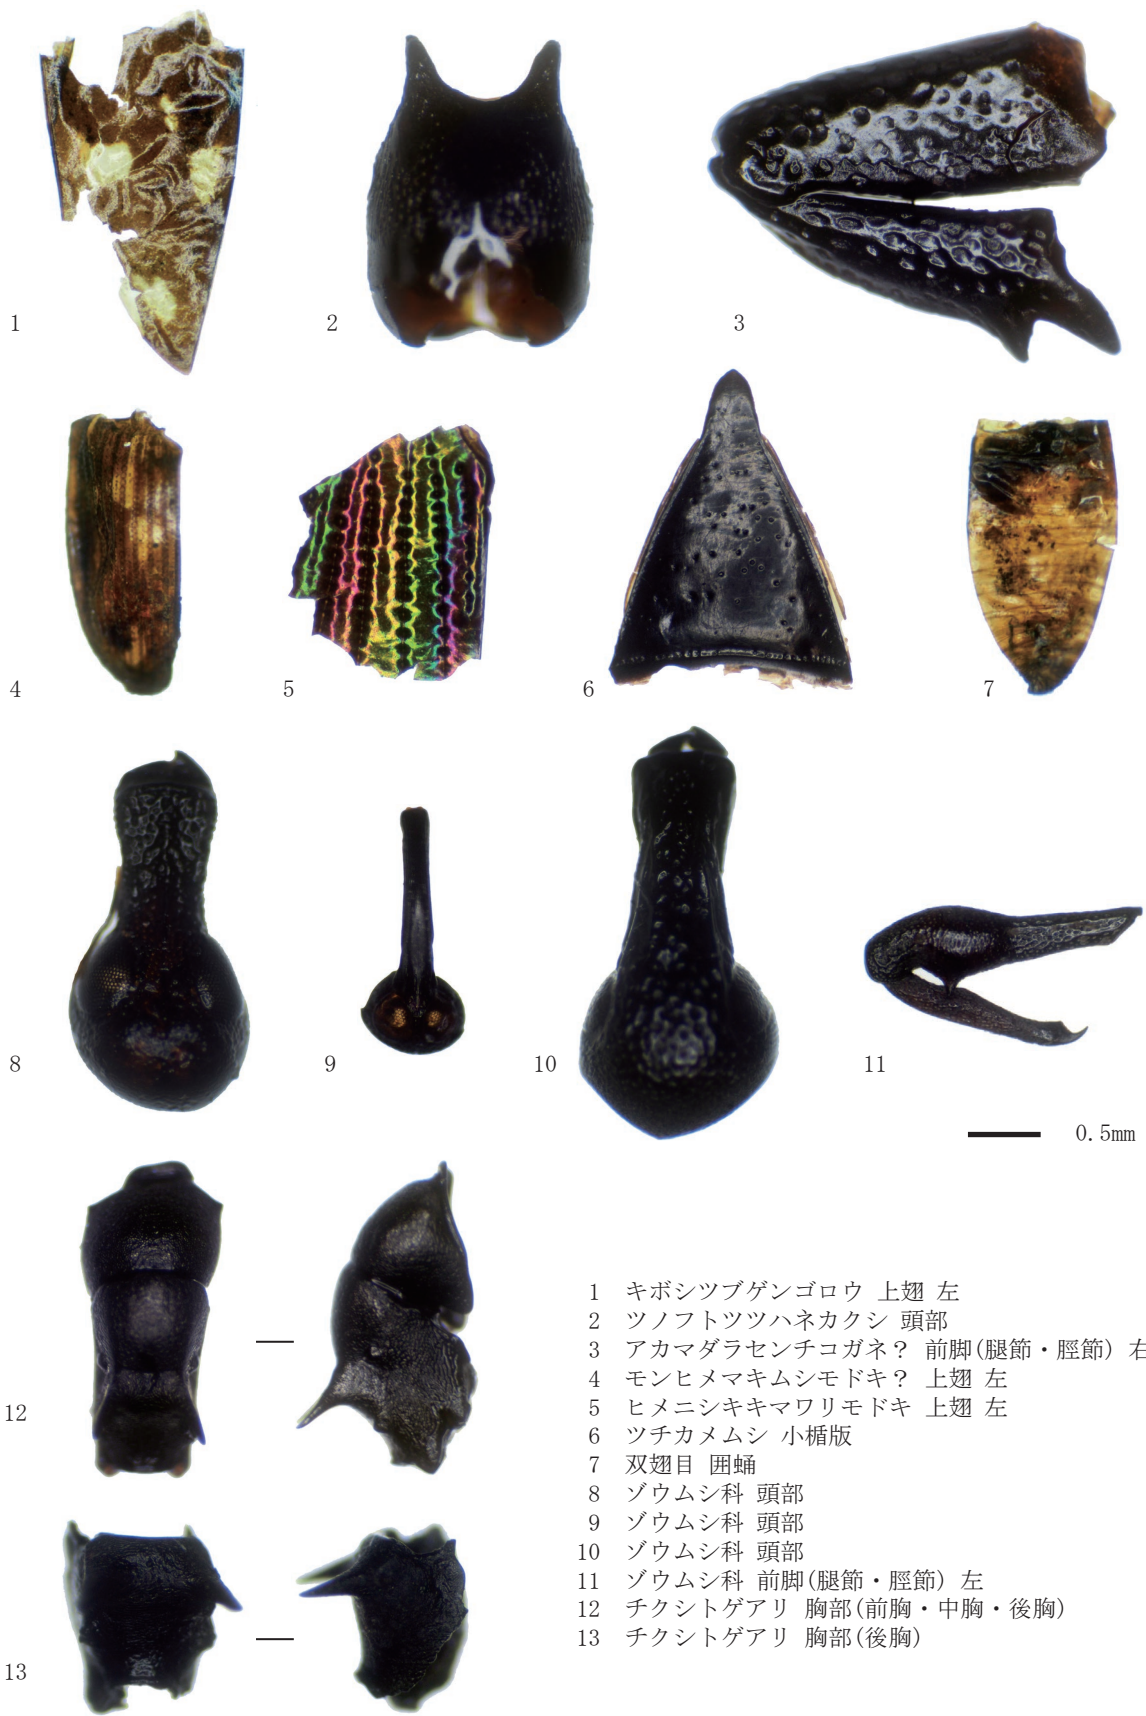 1
2
3
4
5
6
7
8
9
10
11
0.5mm
12
13
1 キボシツブゲンゴロウ 上翅 左
2 ツノフトツツハネカクシ 頭部
3 アカマダラセンチコガネ？ 前脚(腿節・脛節) 右
4 モンヒメマキムシモドキ？ 上翅 左
5 ヒメニシキキマワリモドキ 上翅 左
6 ツチカメムシ 小楯版
7 双翅目 囲蛹
8 ゾウムシ科 頭部
9 ゾウムシ科 頭部
10 ゾウムシ科 頭部
11 ゾウムシ科 前脚(腿節・脛節) 左
12 チクシトゲアリ 胸部(前胸・中胸・後胸)
13 チクシトゲアリ 胸部(後胸)